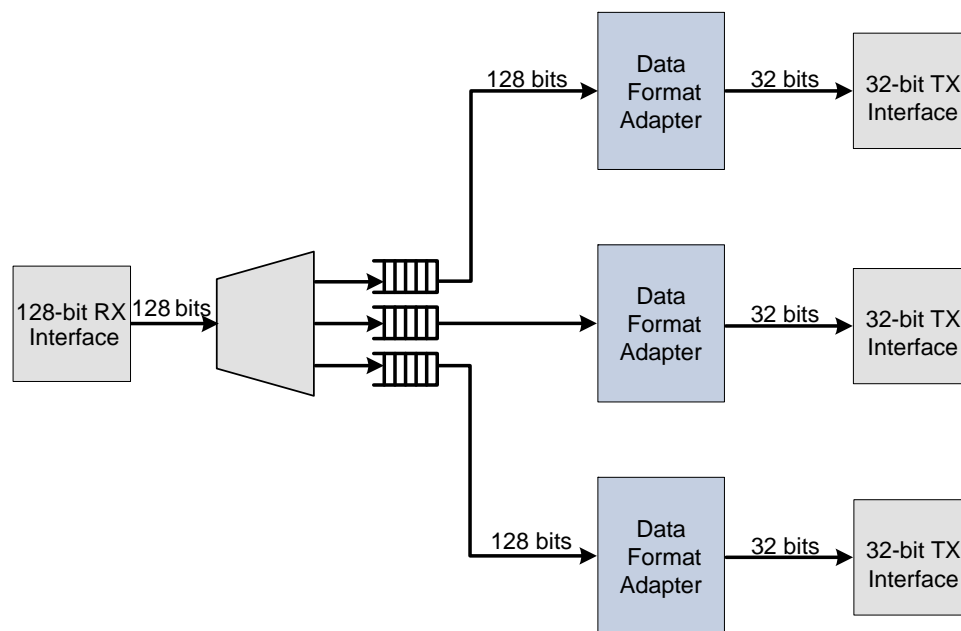 128 bits
Data
Format
Adapter
32 bits
32-bit TX
Interface
128-bit RX
Interface
128 bits
Data
Format
Adapter
32 bits
32-bit TX
Interface
128 bits
Data
Format
Adapter
32 bits
32-bit TX
Interface